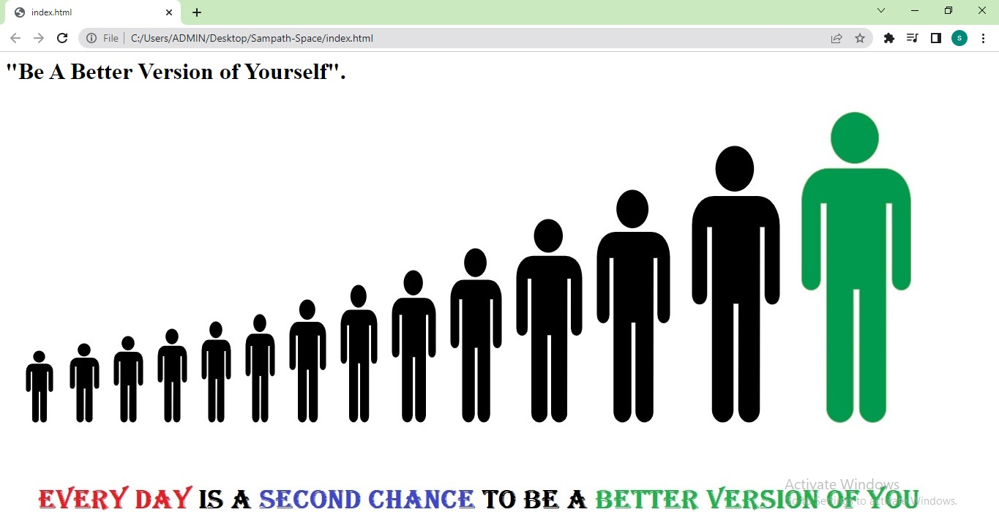 index.html
File
C:/Users/ADMIN/Desktop/Sampath-Space/index.html
S
"Be A Better Version of Yourself".
EVERY DAY IS A SECOND CHANCE TO BE A BETTER VERSION OF YOU
Activate Windows
Go to Settings to activate Windows.